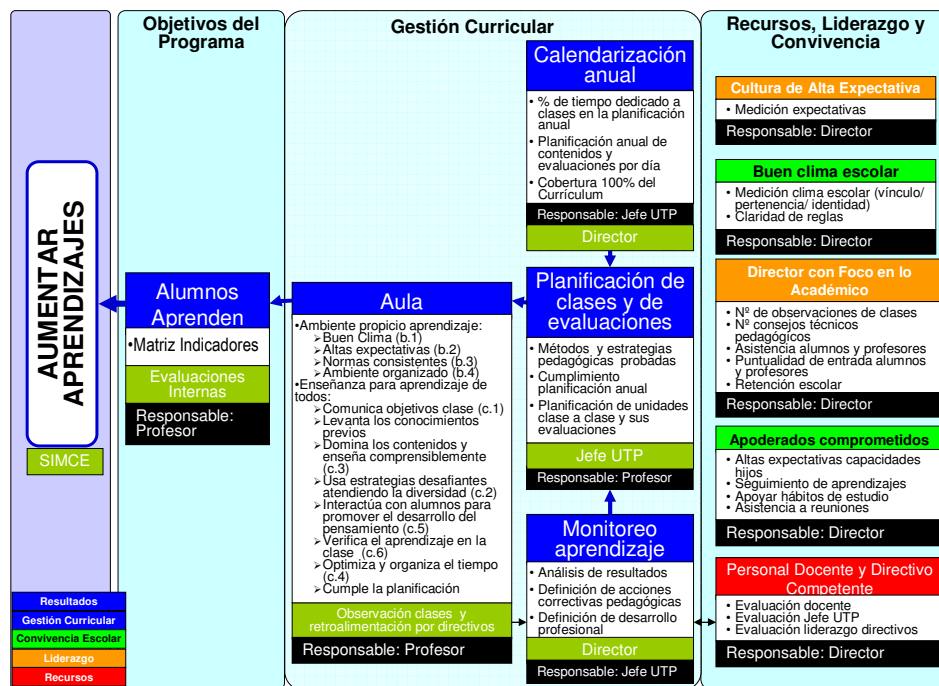 Objetivos del
Programa
Gestión Curricular
Recursos, Liderazgo y
Convivencia
AUMENTAR
APRENDIZAJES
SIMCE
Resultados
Gestión Curricular
Convivencia Escolar
Liderazgo
Recursos
Alumnos
Aprenden
•Matriz Indicadores
Evaluaciones
Internas
Responsable:
Profesor
Aula
•Ambiente propicio aprendizaje:
➢Buen Clima (b.1)
➢Altas expectativas (b.2)
➢Normas consistentes (b.3)
➢Ambiente organizado (b.4)
•Enseñanza para aprendizaje de
todos:
➢Comunica objetivos clase (c.1)
➢Levanta los conocimientos
previos
➢Domina los contenidos y
enseña comprensiblemente
(c.3)
➢Usa estrategias desafiantes
atendiendo la diversidad (c.2)
➢Interactúa con alumnos para
promover el desarrollo del
pensamiento (c.5)
➢Verifica el aprendizaje en la
clase (c.6)
➢Optimiza y organiza el tiempo
(c.4)
➢Cumple la planificación
Observación clases y
retroalimentación por directivos
Responsable: Profesor
Calendarización
anual
• % de tiempo dedicado a
clases en la planificación
anual
• Planificación anual de
contenidos y
evaluaciones por día
• Cobertura 100% del
Currículum
Responsable: Jefe UTP
Director
Planificación de
clases y de
evaluaciones
• Métodos y estrategias
pedagógicas probadas
• Cumplimiento
planificación anual
• Planificación de unidades
clase a clase y sus
evaluaciones
Jefe UTP
Responsable: Profesor
Monitoreo
aprendizaje
• Análisis de resultados
• Definición de acciones
correctivas pedagógicas
• Definición de desarrollo
profesional
Director
Responsable: Jefe UTP
Cultura de Alta Expectativa
• Medición expectativas
Responsable: Director
Buen clima escolar
• Medición clima escolar (vínculo/
pertenencia/ identidad)
• Claridad de reglas
Responsable: Director
Director con Foco en lo
Académico
• Nº de observaciones de clases
• Nº consejos técnicos
pedagógicos
• Asistencia alumnos y profesores
• Puntualidad de entrada alumnos
y profesores
• Retención escolar
Responsable: Director
Apoderados comprometidos
• Altas expectativas capacidades
hijos
• Seguimiento de aprendizajes
• Apoyar hábitos de estudio
• Asistencia a reuniones
Responsable: Director
Personal Docente y Directivo
Competente
• Evaluación docente
• Evaluación Jefe UTP
• Evaluación liderazgo directivos
Responsable: Director